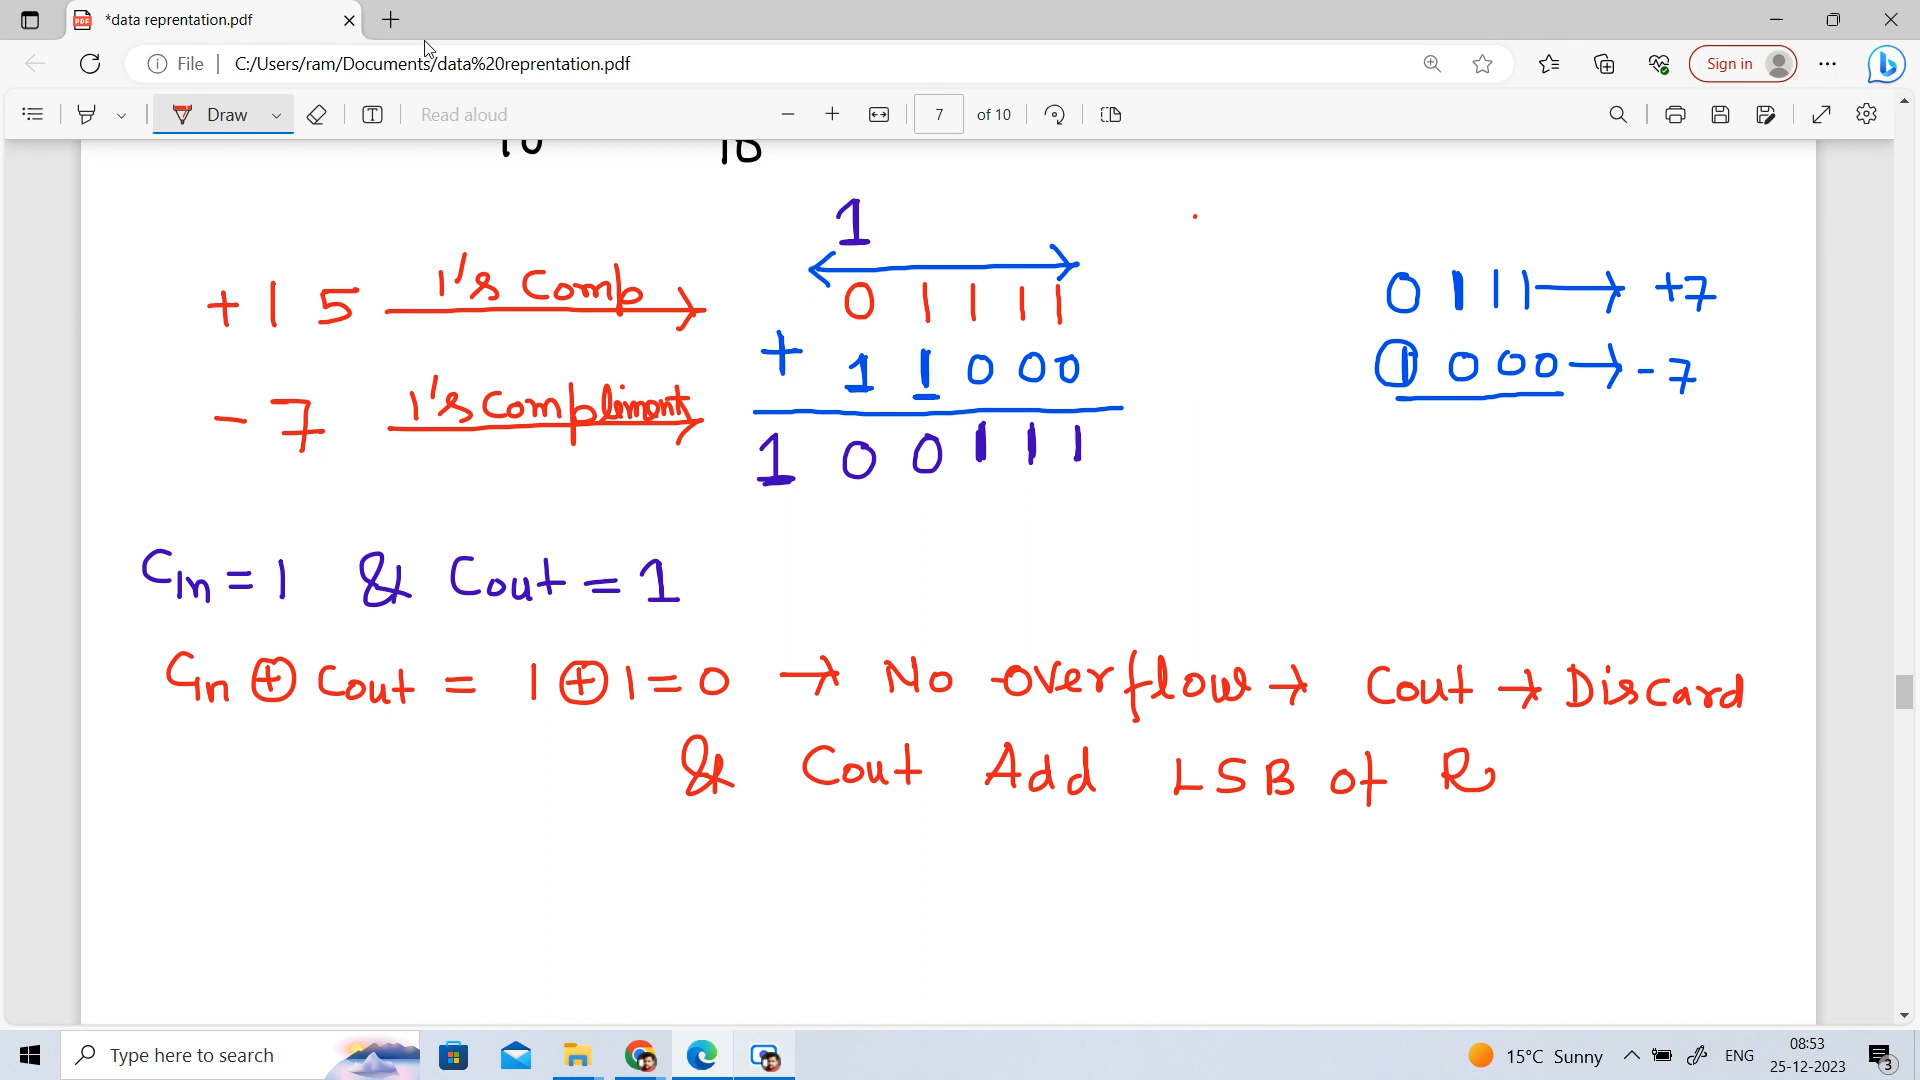 *data reprentation.pdf
File C:/Users/ram/Documents/data%20reprentation.pdf
Sign in
Draw
Read aloud
7 of 10
1
+15 1's Comp 0 1 1 1 1
0 1 1 1 → +7
+ 1 1 0 0 0
1 0 0 0 → -7
-7 1's Compliment
1 0 0 1 1 1
Cin = 1 & Cout = 1
Cin ⊕ Cout = 1 ⊕ 1 = 0 → No overflow → Cout → Discard
& Cout Add LSB of R
Type here to search
15°C Sunny
ENG
08:53
25-12-2023
3